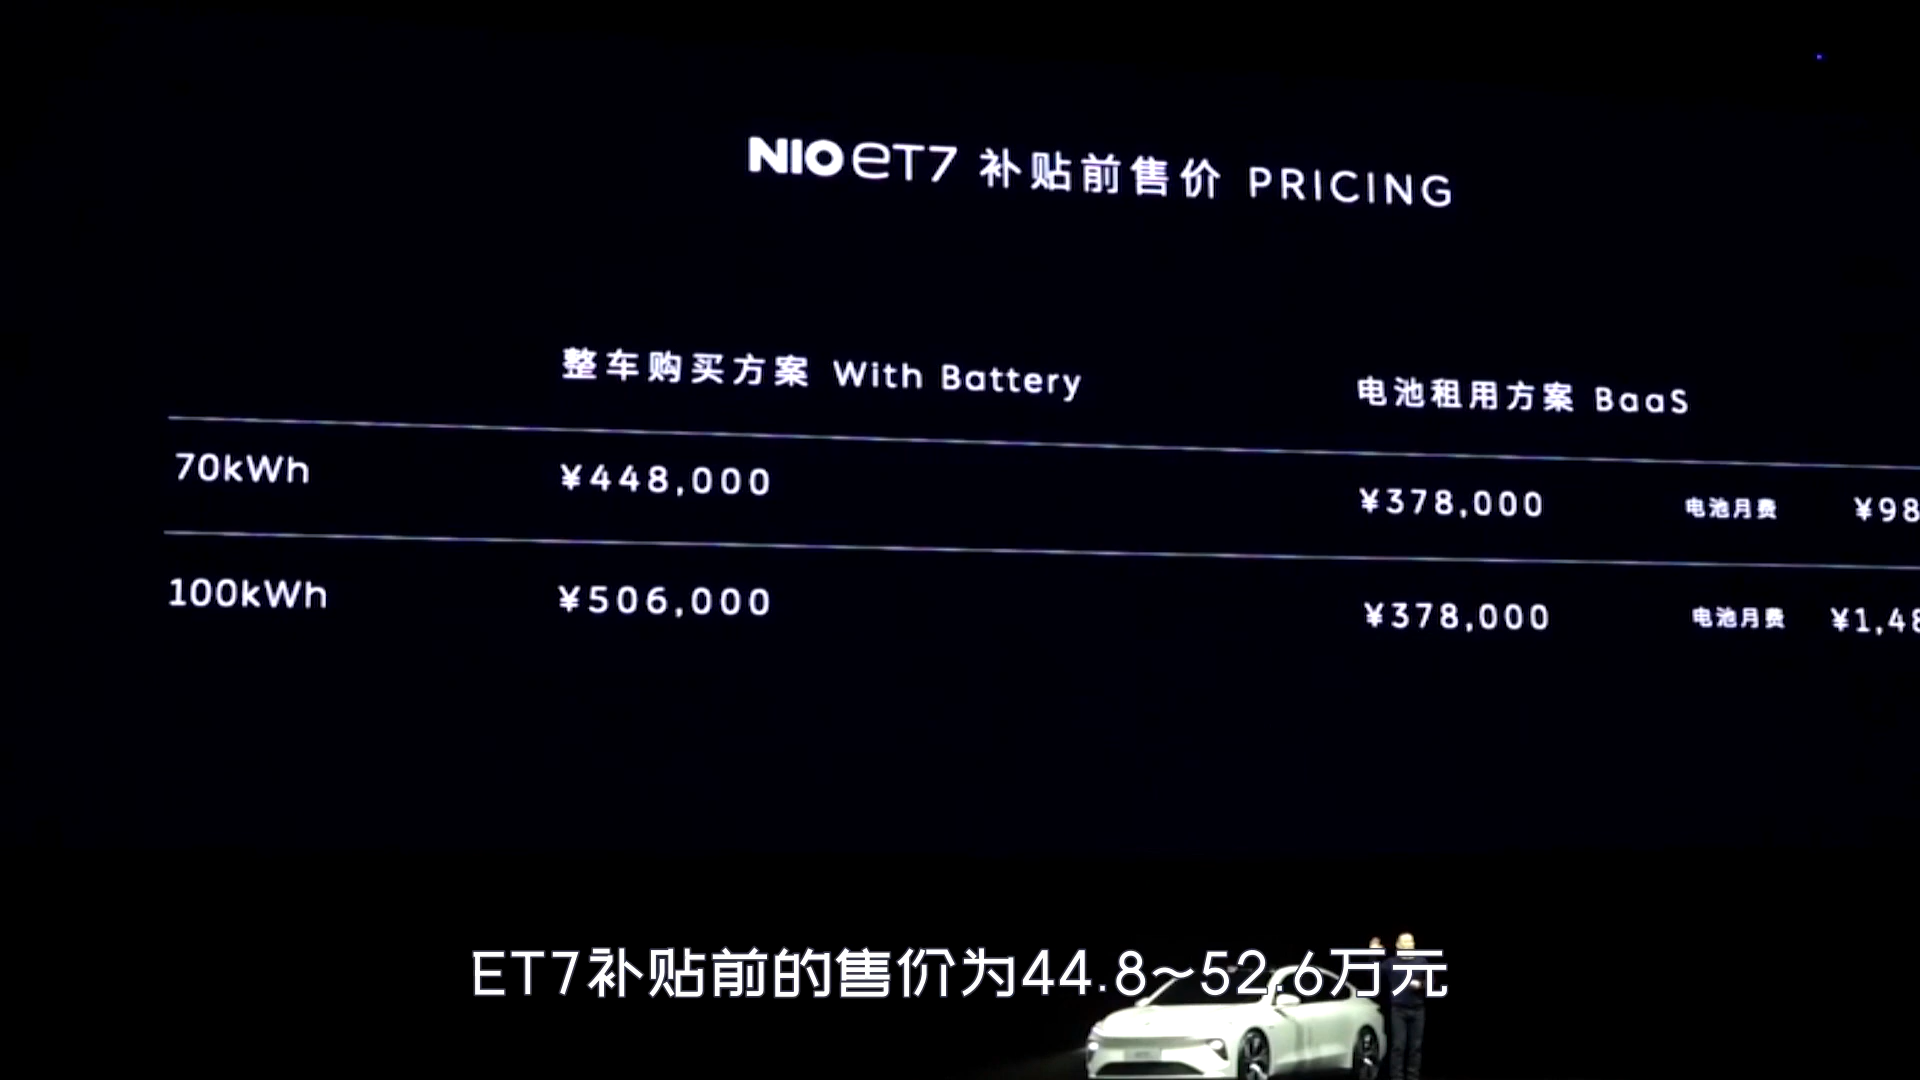 NIO eT7 补贴前售价 PRICING
整车购买方案 With Battery
电池租用方案 BaaS
70kWh ¥448,000 ¥378,000 电池月费 ¥98
100kWh ¥506,000 ¥378,000 电池月费 ¥1,48
ET7补贴前的售价为44.8~52.6万元